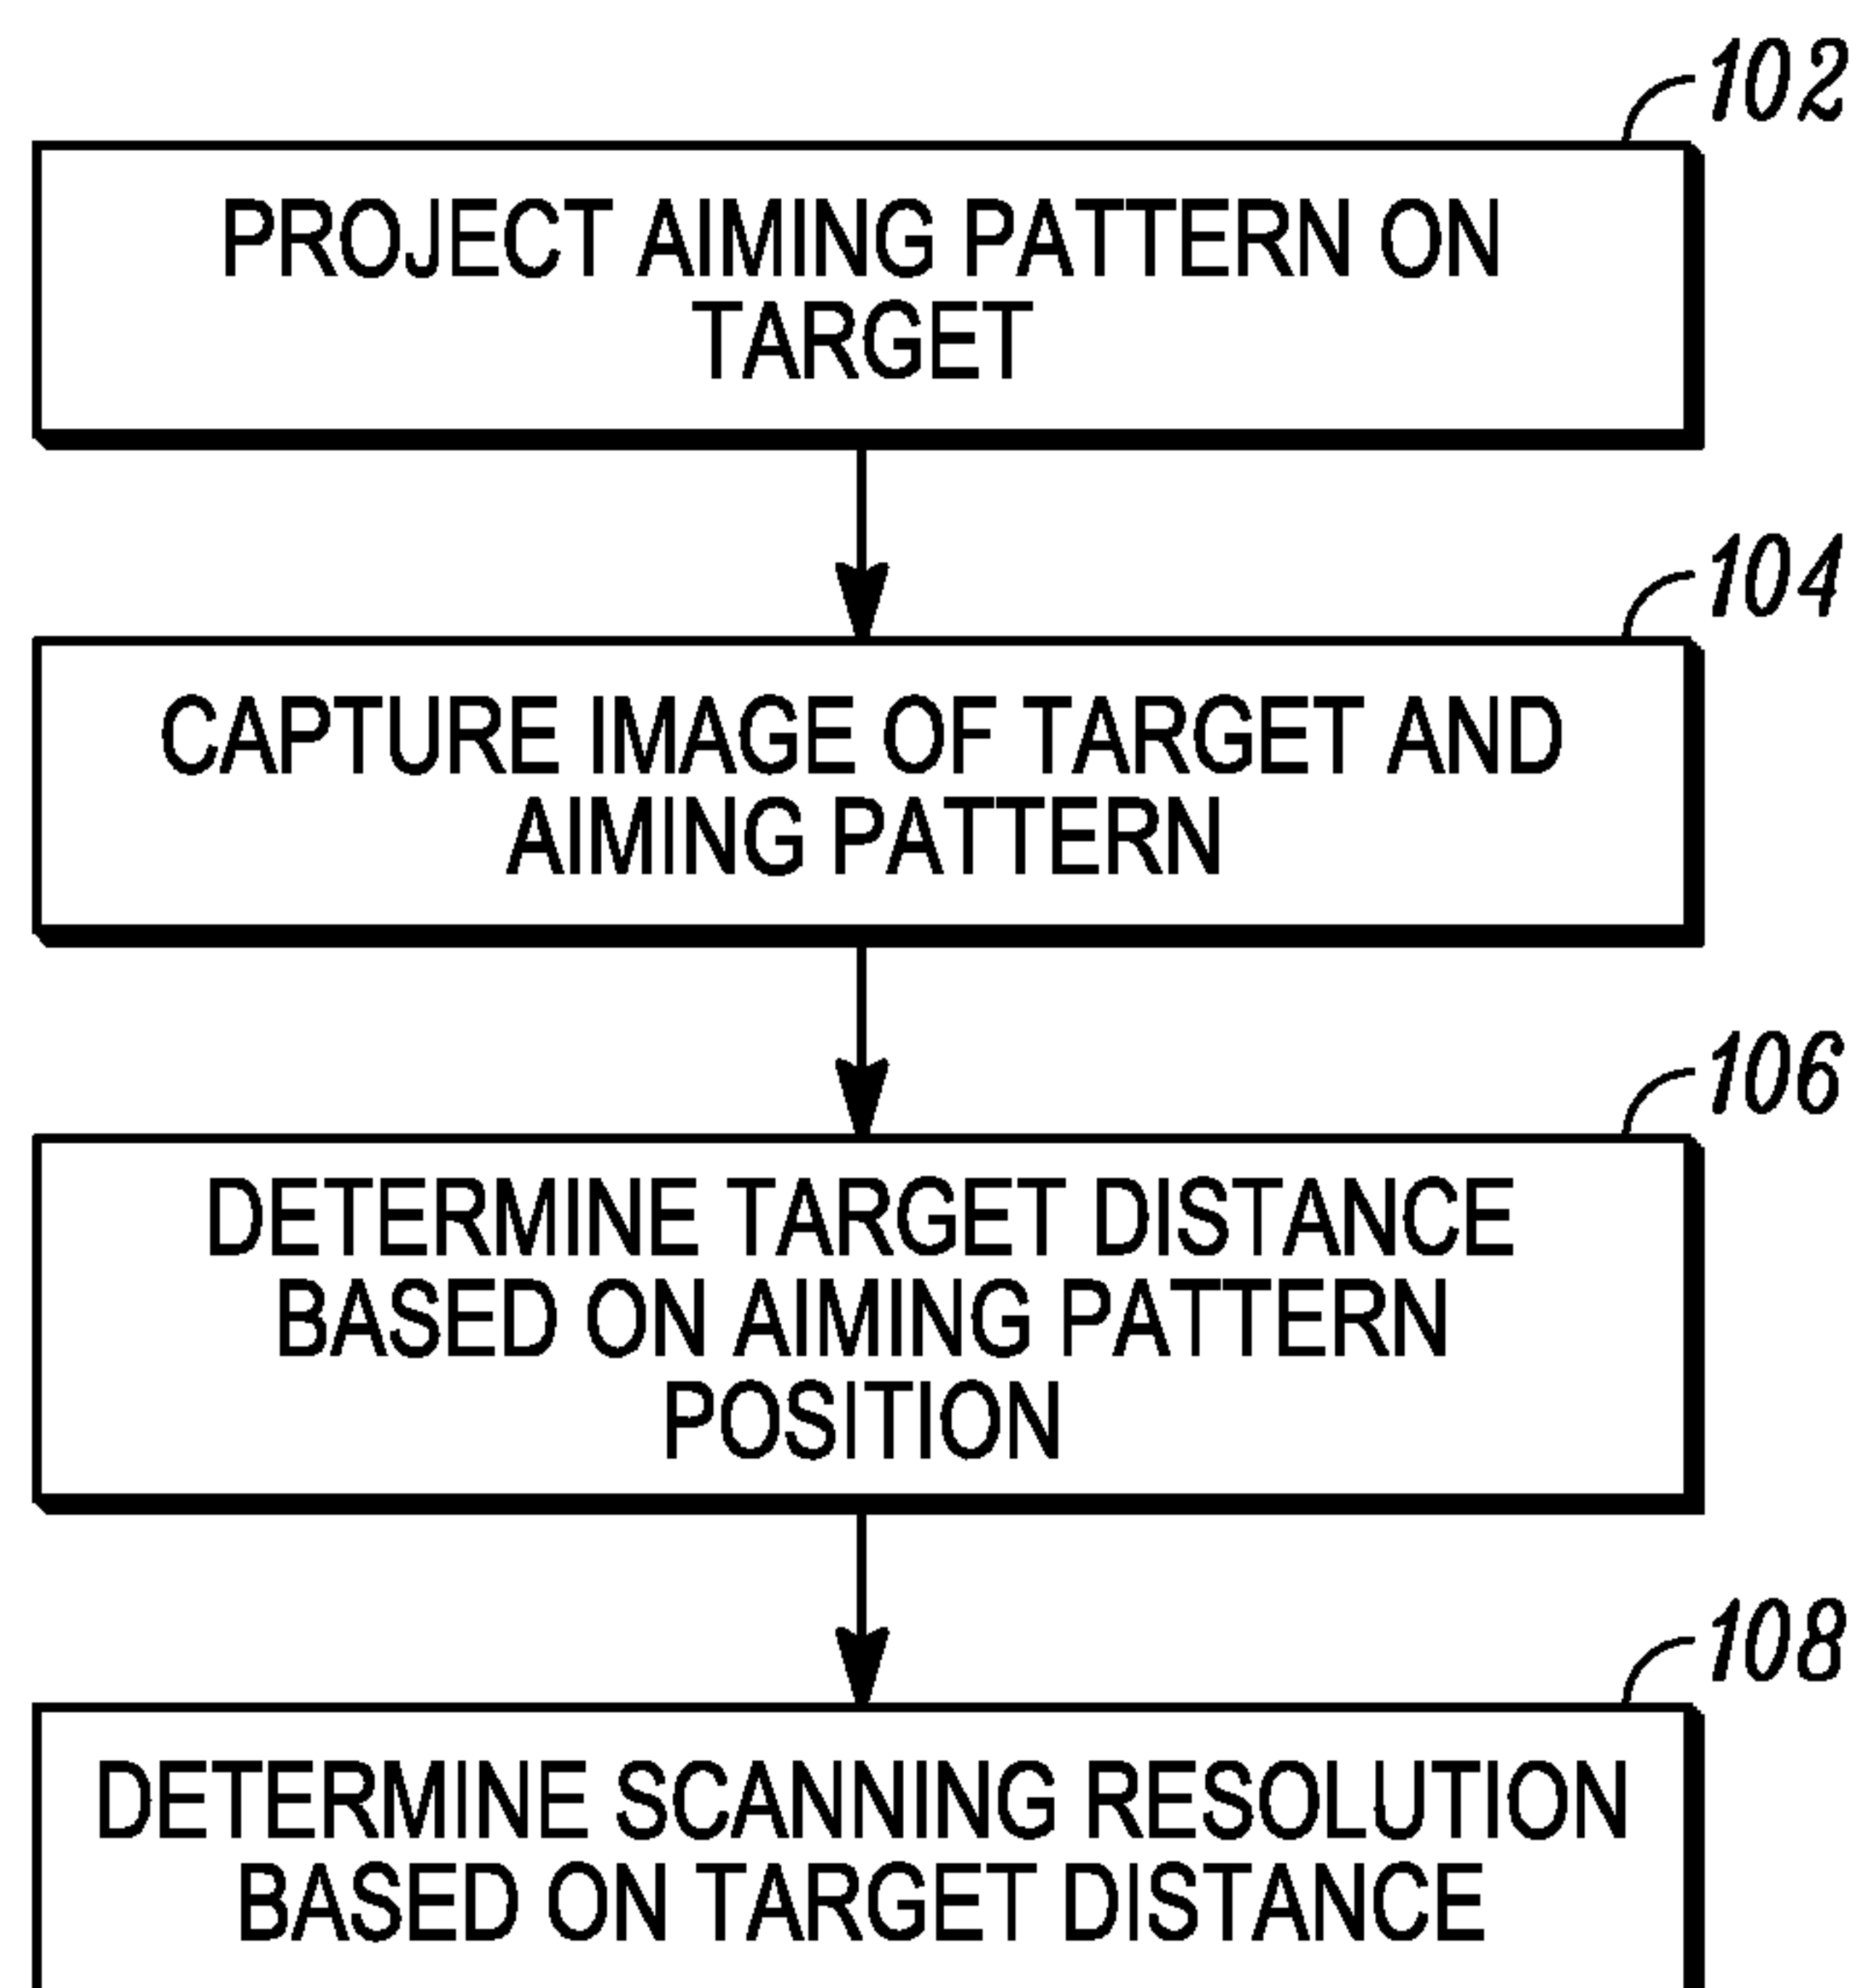 102
PROJECT AIMING PATTERN ON
TARGET
104
CAPTURE IMAGE OF TARGET AND
AIMING PATTERN
106
DETERMINE TARGET DISTANCE
BASED ON AIMING PATTERN
POSITION
108
DETERMINE SCANNING RESOLUTION
BASED ON TARGET DISTANCE